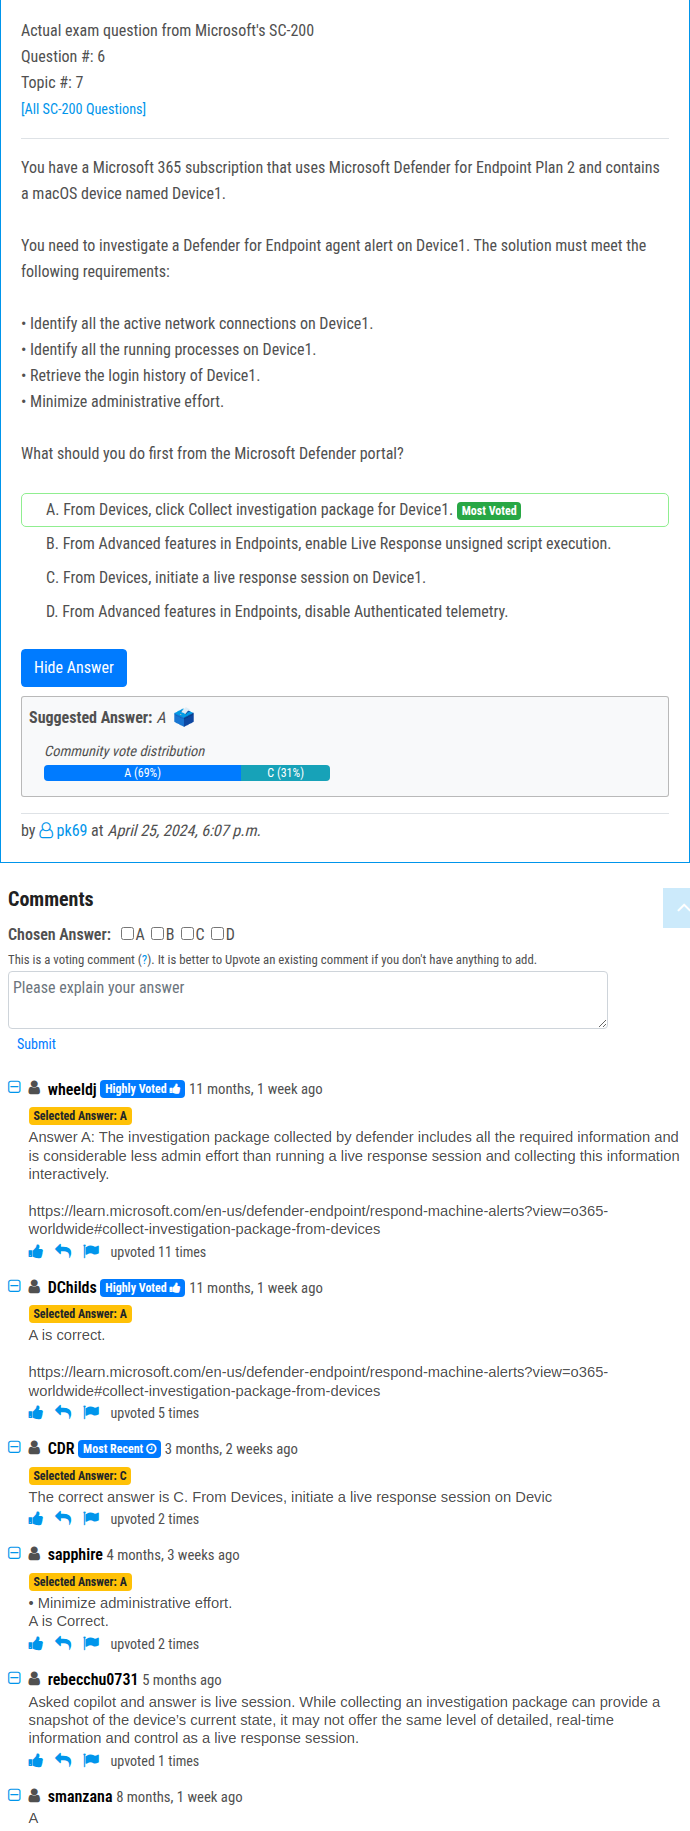 Actual exam question from Microsoft's SC-200
Question #: 6
Topic #: 7
[All SC-200 Questions]
You have a Microsoft 365 subscription that uses Microsoft Defender for Endpoint Plan 2 and contains
a macOS device named Device1.
You need to investigate a Defender for Endpoint agent alert on Device1. The solution must meet the
following requirements:
• Identify all the active network connections on Device1.
• Identify all the running processes on Device1.
• Retrieve the login history of Device1.
• Minimize administrative effort.
What should you do first from the Microsoft Defender portal?
A. From Devices, click Collect investigation package for Device1. Most Voted
B. From Advanced features in Endpoints, enable Live Response unsigned script execution.
C. From Devices, initiate a live response session on Device1.
D. From Advanced features in Endpoints, disable Authenticated telemetry.
Hide Answer
Suggested Answer: A
Community vote distribution
A (69%) C (31%)
by pk69 at April 25, 2024, 6:07 p.m.
Comments
Chosen Answer: A B C D
This is a voting comment (?). It is better to Upvote an existing comment if you don't have anything to add.
Please explain your answer
Submit
wheeldj Highly Voted 11 months, 1 week ago
Selected Answer: A
Answer A: The investigation package collected by defender includes all the required information and
is considerable less admin effort than running a live response session and collecting this information
interactively.
https://learn.microsoft.com/en-us/defender-endpoint/respond-machine-alerts?view=o365-
worldwide#collect-investigation-package-from-devices
upvoted 11 times
DChilds Highly Voted 11 months, 1 week ago
Selected Answer: A
A is correct.
https://learn.microsoft.com/en-us/defender-endpoint/respond-machine-alerts?view=o365-
worldwide#collect-investigation-package-from-devices
upvoted 5 times
CDR Most Recent 3 months, 2 weeks ago
Selected Answer: C
The correct answer is C. From Devices, initiate a live response session on Devic
upvoted 2 times
sapphire 4 months, 3 weeks ago
Selected Answer: A
• Minimize administrative effort.
A is Correct.
upvoted 2 times
rebecchu0731 5 months ago
Asked copilot and answer is live session. While collecting an investigation package can provide a
snapshot of the device's current state, it may not offer the same level of detailed, real-time
information and control as a live response session.
upvoted 1 times
smanzana 8 months, 1 week ago
A